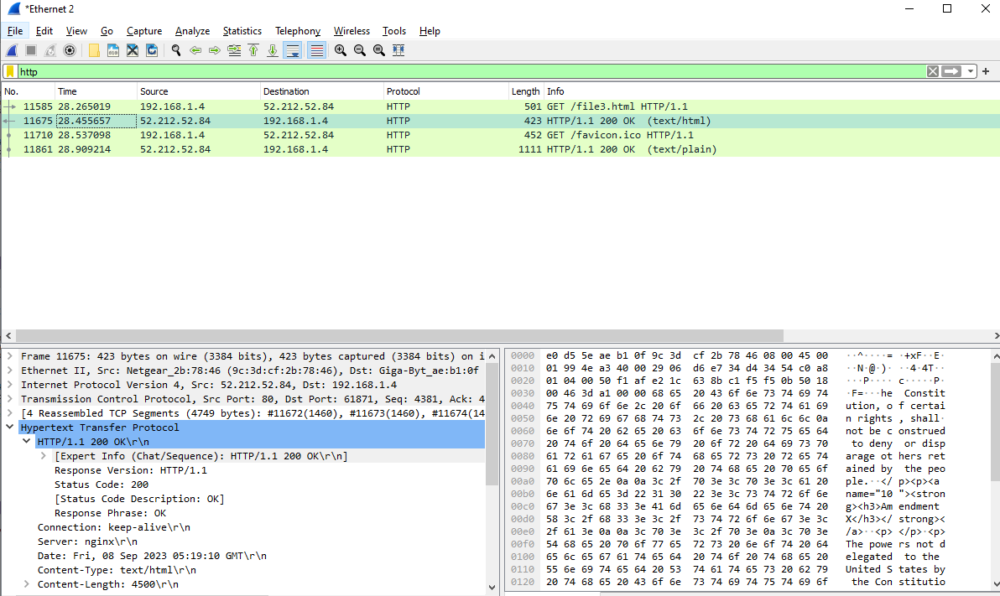 *Ethernet 2
File Edit View Go Capture Analyze Statistics Telephony Wireless Tools Help
http
No. Time Source Destination Protocol Length Info
11585 28.265019 192.168.1.4 52.212.52.84 HTTP 501 GET /file3.html HTTP/1.1
11675 28.455657 52.212.52.84 192.168.1.4 HTTP 423 HTTP/1.1 200 OK (text/html)
11710 28.537098 192.168.1.4 52.212.52.84 HTTP 452 GET /favicon.ico HTTP/1.1
11861 28.909214 52.212.52.84 192.168.1.4 HTTP 1111 HTTP/1.1 200 OK (text/plain)
Frame 11675: 423 bytes on wire (3384 bits), 423 bytes captured (3384 bits) on i
Ethernet II, Src: Netgear_2b:78:46 (9c:3d:cf:2b:78:46), Dst: Giga-Byt_ae:b1:0f
Internet Protocol Version 4, Src: 52.212.52.84, Dst: 192.168.1.4
Transmission Control Protocol, Src Port: 80, Dst Port: 61871, Seq: 4381, Ack: 4
[4 Reassembled TCP Segments (4749 bytes): #11672(1460), #11673(1460), #11674(14
Hypertext Transfer Protocol
HTTP/1.1 200 OK\r\n
[Expert Info (Chat/Sequence): HTTP/1.1 200 OK\r\n]
Response Version: HTTP/1.1
Status Code: 200
[Status Code Description: OK]
Response Phrase: OK
Connection: keep-alive\r\n
Server: nginx\r\n
Date: Fri, 08 Sep 2023 05:19:10 GMT\r\n
Content-Type: text/html\r\n
Content-Length: 4500\r\n
0000 e0 d5 5e ae b1 0f 9c 3d cf 2b 78 46 08 00 45 00 ··^····= ·+xF··E·
0010 01 99 4e a3 40 00 29 06 d6 e7 34 d4 34 54 c0 a8 ··N·@·)· ··4·4T··
0020 01 04 00 50 f1 af e2 1c 63 8b c1 f5 f5 0b 50 18 ···P···· c·····P·
0030 00 46 3d a1 00 00 68 65 20 43 6f 6e 73 74 69 74 ·F=···he Constit
0040 75 74 69 6f 6e 2c 20 6f 66 20 63 65 72 74 61 69 ution, o f certai
0050 6e 20 72 69 67 68 74 73 2c 20 73 68 61 6c 6c 0a n rights , shall·
0060 6e 6f 74 20 62 65 20 63 6f 6e 73 74 72 75 65 64 not be c onstrued
0070 20 74 6f 20 64 65 6e 79 20 6f 72 20 64 69 73 70 to deny or disp
0080 61 72 61 67 65 20 6f 74 68 65 72 73 20 72 65 74 arage ot hers ret
0090 61 69 6e 65 64 20 62 79 20 74 68 65 20 70 65 6f ained by the peo
00a0 70 6c 65 2e 0a 0a 3c 2f 70 3e 3c 70 3e 3c 61 20 ple.··</ p><p><a
00b0 6e 61 6d 65 3d 22 31 30 22 3e 3c 73 74 72 6f 6e name="10 "><stron
00c0 67 3e 3c 68 33 3e 41 6d 65 6e 64 6d 65 6e 74 20 g><h3>Am endment
00d0 58 3c 2f 68 33 3e 3c 2f 73 74 72 6f 6e 67 3e 3c X</h3></ strong><
00e0 2f 61 3e 0a 0a 3c 70 3e 3c 2f 70 3e 0a 3c 70 3e /a>··<p> </p>·<p>
00f0 54 68 65 20 70 6f 77 65 72 73 20 6e 6f 74 20 64 The powe rs not d
0100 65 6c 65 67 61 74 65 64 20 74 6f 20 74 68 65 20 elegated to the
0110 55 6e 69 74 65 64 20 53 74 61 74 65 73 20 62 79 United S tates by
0120 20 74 68 65 20 43 6f 6e 73 74 69 74 75 74 69 6f the Con stitutio